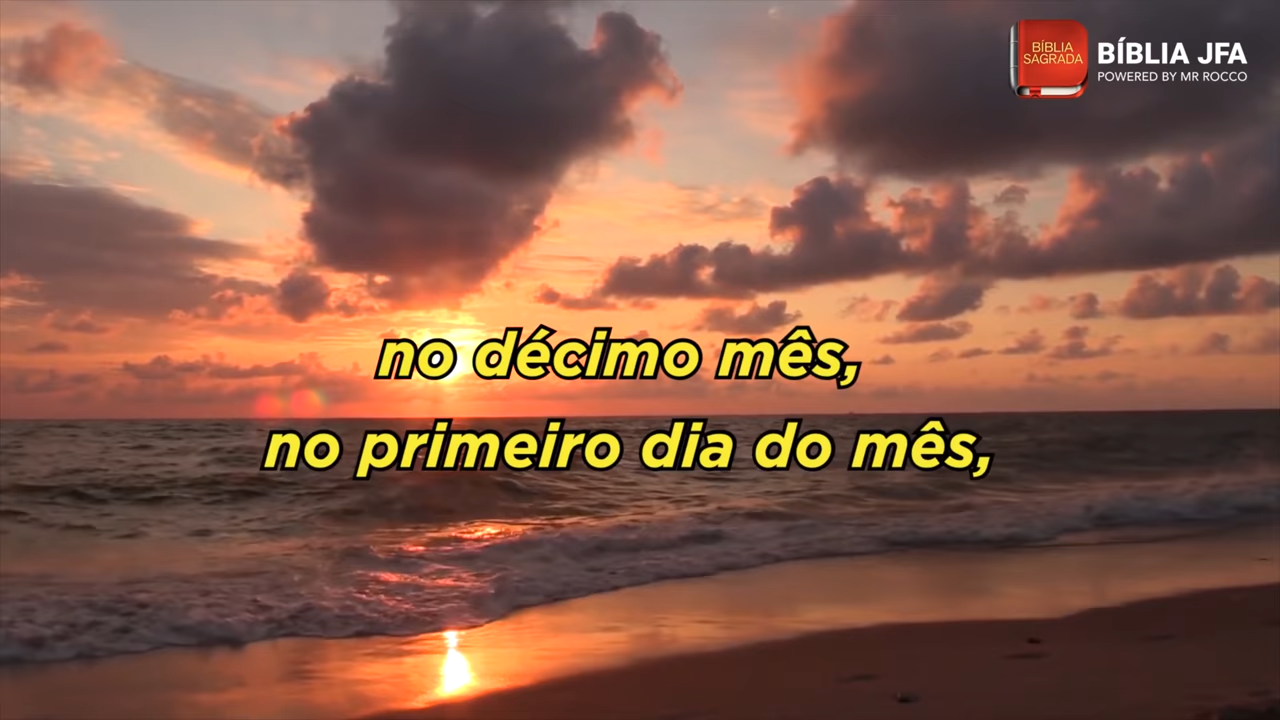 BÍBLIA
SAGRADA
BÍBLIA JFA
POWERED BY MR ROCCO
no décimo mês,
no primeiro dia do mês,